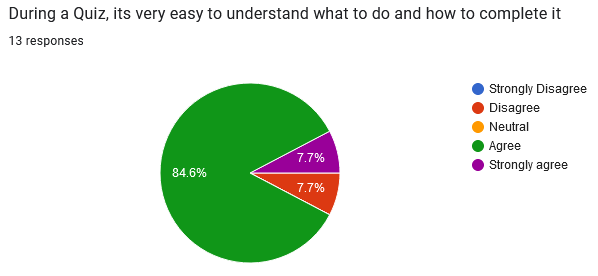 During a Quiz, its very easy to understand what to do and how to complete it
13 responses
Strongly Disagree
Disagree
Neutral
Agree
Strongly agree
7.7%
84.6%
7.7%